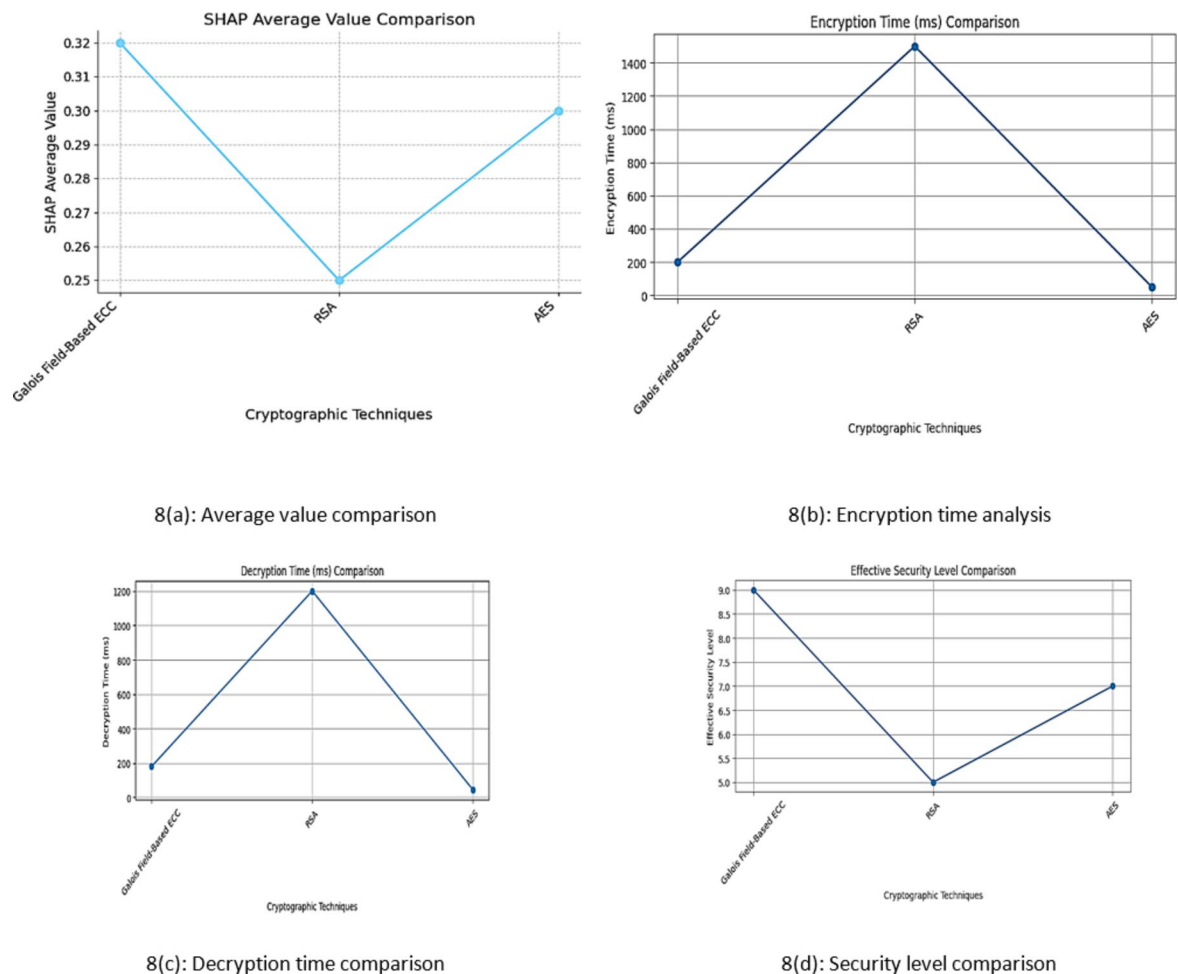 SHAP Average Value Comparison
SHAP Average Value
0.32
0.31
0.30
0.29
0.28
0.27
0.26
0.25
Galois Field-Based ECC
RSA
AES
Cryptographic Techniques
8(a): Average value comparison
Encryption Time (ms) Comparison
Encryption Time (ms)
1400
1200
1000
800
600
400
200
0
Galois Field-Based ECC
RSA
AES
Cryptographic Techniques
8(b): Encryption time analysis
Decryption Time (ms) Comparison
Decryption Time (ms)
1200
1000
800
600
400
200
0
Galois Field-Based ECC
RSA
AES
Cryptographic Techniques
8(c): Decryption time comparison
Effective Security Level Comparison
Effective Security Level
9.0
8.5
8.0
7.5
7.0
6.5
6.0
5.5
5.0
Galois Field-Based ECC
RSA
AES
Cryptographic Techniques
8(d): Security level comparison